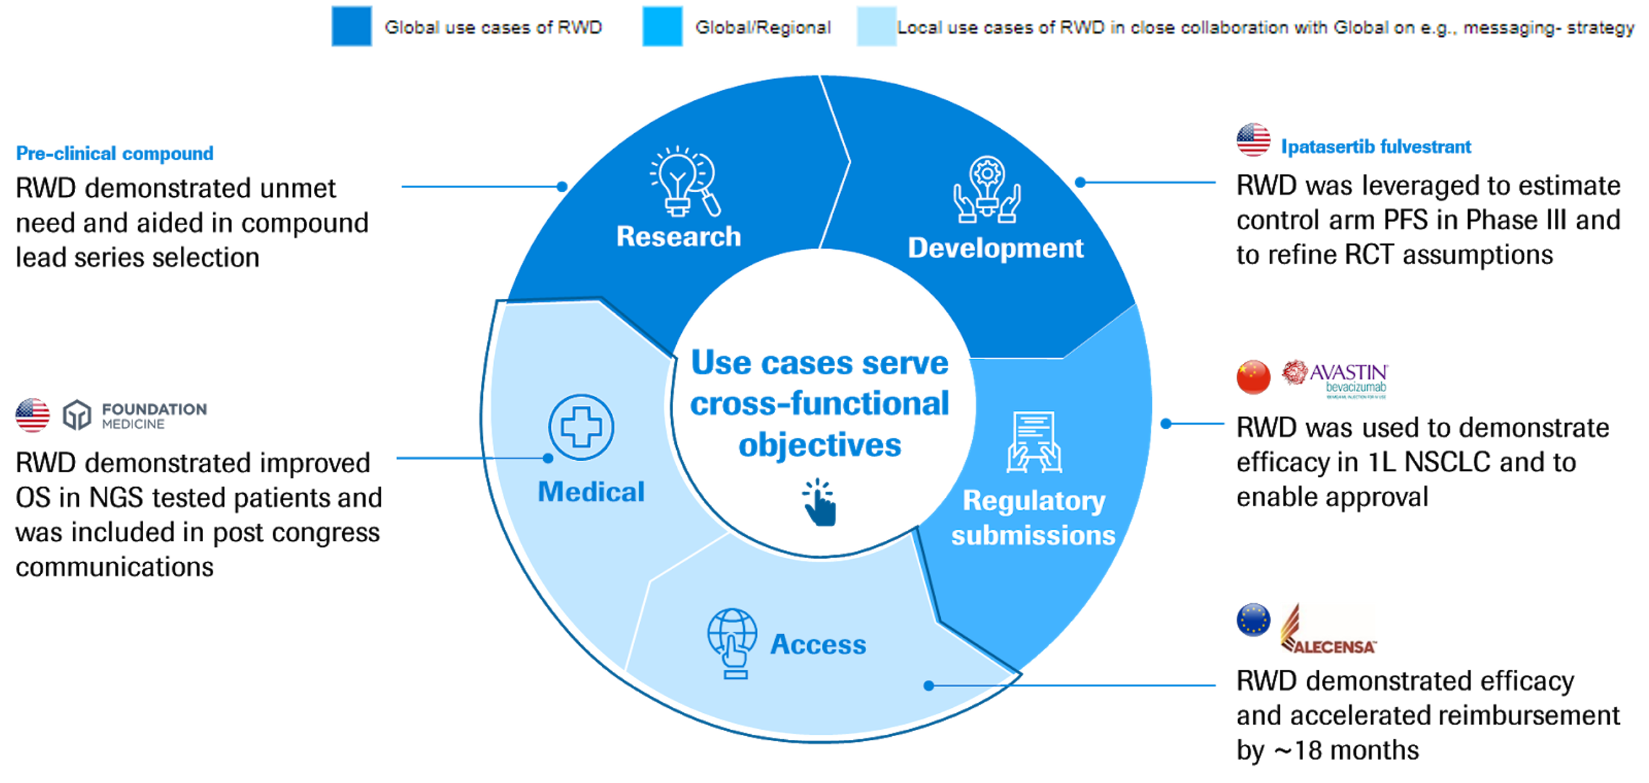 Global use cases of RWD
Global/Regional
Local use cases of RWD in close collaboration with Global on e.g., messaging- strategy
Pre-clinical compound
RWD demonstrated unmet
need and aided in compound
lead series selection
FOUNDATION
MEDICINE
RWD demonstrated improved
OS in NGS tested patients and
was included in post congress
communications
Research
Development
Medical
Regulatory
submissions
Access
Use cases serve
cross-functional
objectives
Ipatasertib fulvestrant
RWD was leveraged to estimate
control arm PFS in Phase III and
to refine RCT assumptions
AVASTIN®
bevacizumab
RWD was used to demonstrate
efficacy in 1L NSCLC and to
enable approval
ALECENSA™
RWD demonstrated efficacy
and accelerated reimbursement
by ~18 months